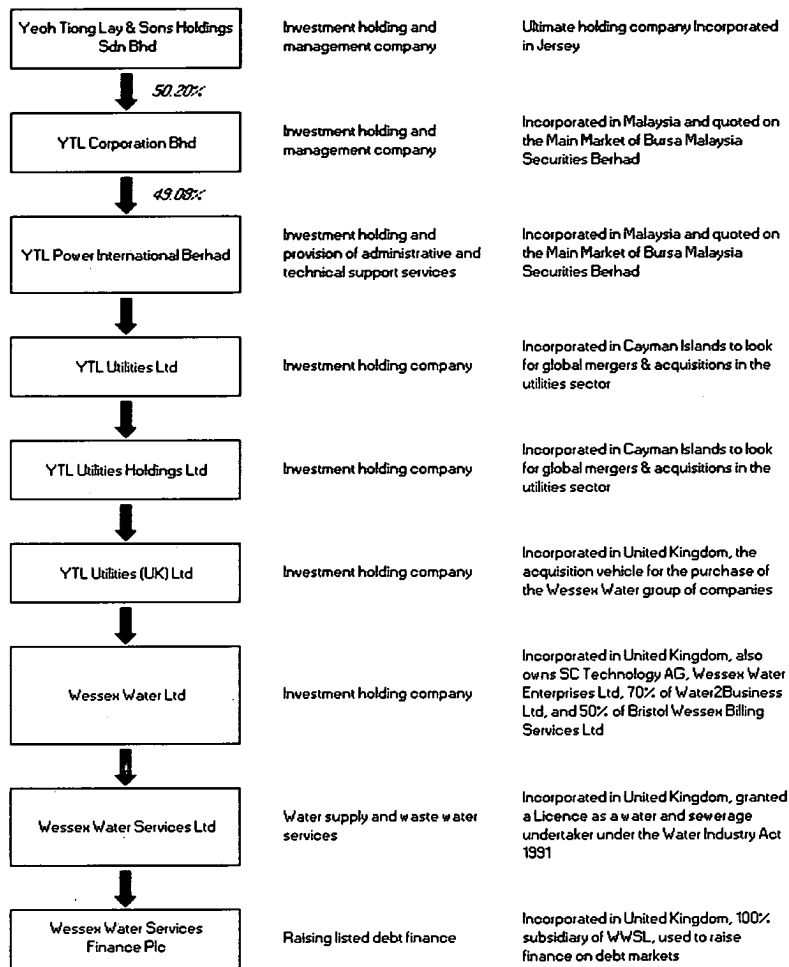 Yeoh Tiong Lay & Sons Holdings
Sdn Bhd
Investment holding and
management company
Ultimate holding company Incorporated
in Jersey
50.20%
YTL Corporation Bhd
Investment holding and
management company
Incorporated in Malaysia and quoted on
the Main Market of Bursa Malaysia
Securities Berhad
49.08%
YTL Power International Berhad
Investment holding and
provision of administrative and
technical support services
Incorporated in Malaysia and quoted on
the Main Market of Bursa Malaysia
Securities Berhad
YTL Utilities Ltd
Investment holding company
Incorporated in Cayman Islands to look
for global mergers & acquisitions in the
utilities sector
YTL Utilities Holdings Ltd
Investment holding company
Incorporated in Cayman Islands to look
for global mergers & acquisitions in the
utilities sector
YTL Utilities (UK) Ltd
Investment holding company
Incorporated in United Kingdom, the
acquisition vehicle for the purchase of
the Wessex Water group of companies
Wessex Water Ltd
Investment holding company
Incorporated in United Kingdom, also
owns SC Technology AG, Wessex Water
Enterprises Ltd, 70% of Water2Business
Ltd, and 50% of Bristol Wessex Billing
Services Ltd
Wessex Water Services Ltd
Water supply and waste water
services
Incorporated in United Kingdom, granted
a Licence as a water and sewerage
undertaker under the Water Industry Act
1991
Wessex Water Services
Finance Plc
Raising listed debt finance
Incorporated in United Kingdom, 100%
subsidiary of WWSL, used to raise
finance on debt markets